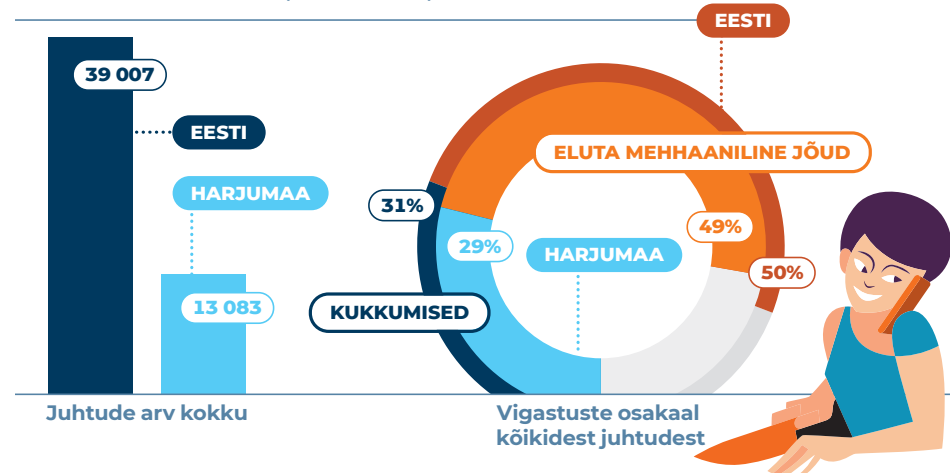 EESTI
39 007
EESTI
ELUTA MEHHAANILINE JÕUD
HARJUMAA
31%
49%
29%
HARJUMAA
50%
13 083
KUKKUMISED
Juhtude arv kokku
Vigastuste osakaal
kõikidest juhtudest